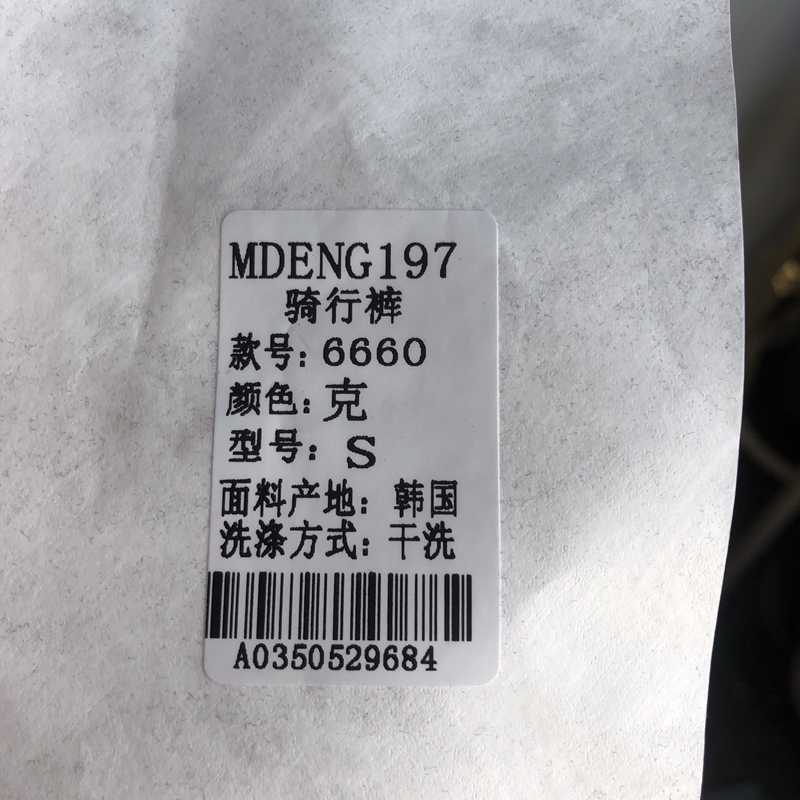 MDENG197
骑行裤
款号：6660
颜色：克
型号：S
面料产地：韩国
洗涤方式：干洗
A0350529684